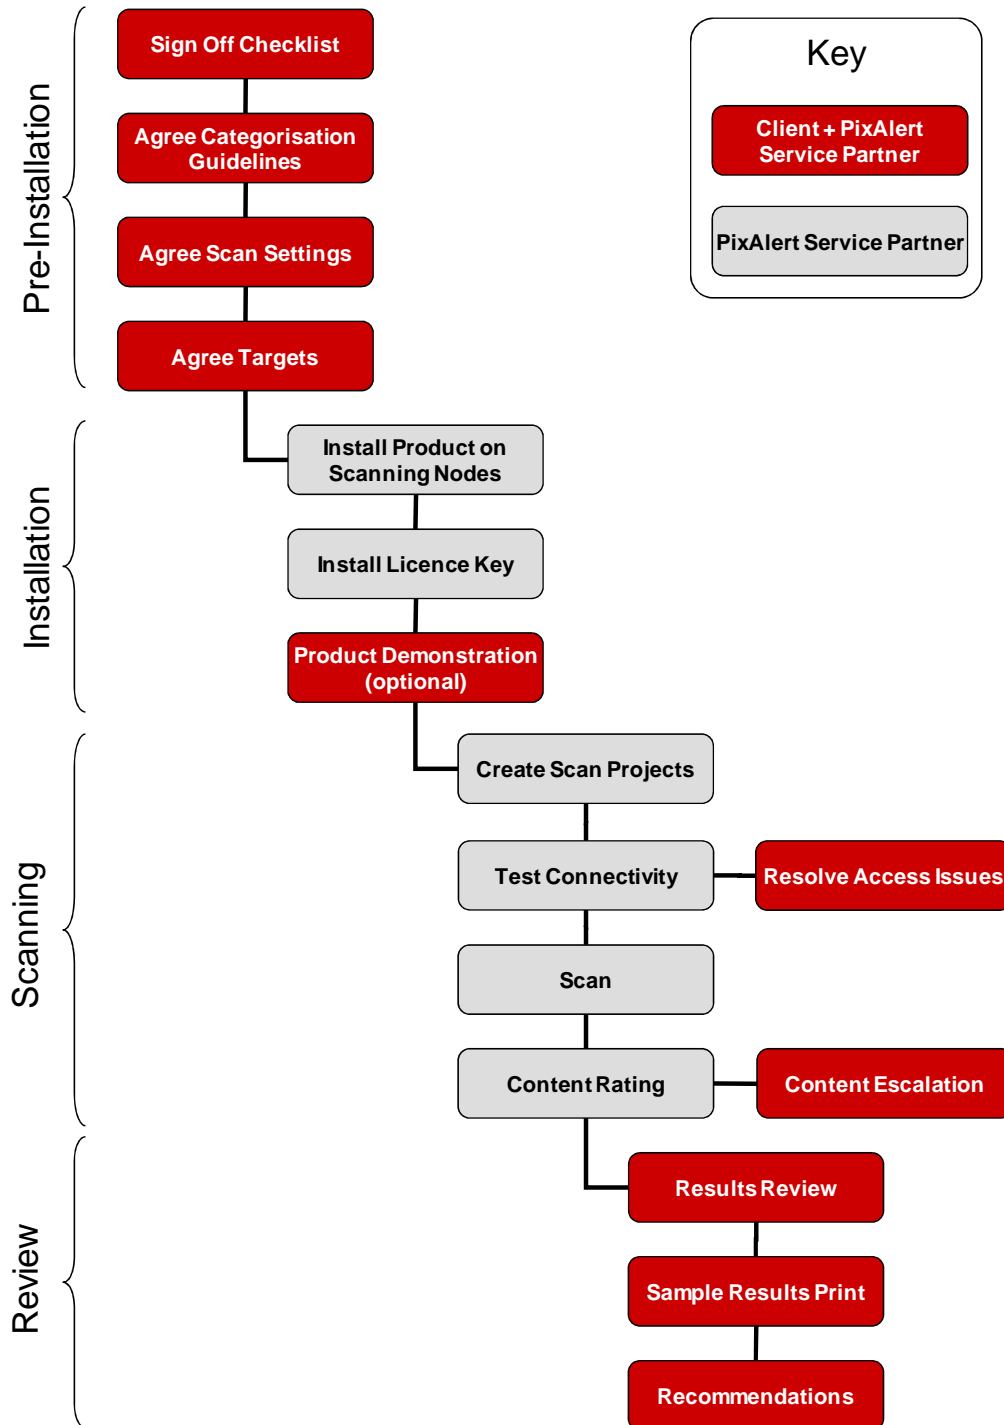 Sign Off Checklist
Key
Agree Categorisation
Guidelines
Client + PixAlert
Service Partner
Agree Scan Settings
PixAlert Service Partner
Agree Targets
Pre-Installation
Install Product on
Scanning Nodes
Install Licence Key
Product Demonstration
(optional)
Installation
Create Scan Projects
Test Connectivity
Resolve Access Issues
Scan
Content Rating
Content Escalation
Scanning
Results Review
Sample Results Print
Recommendations
Review